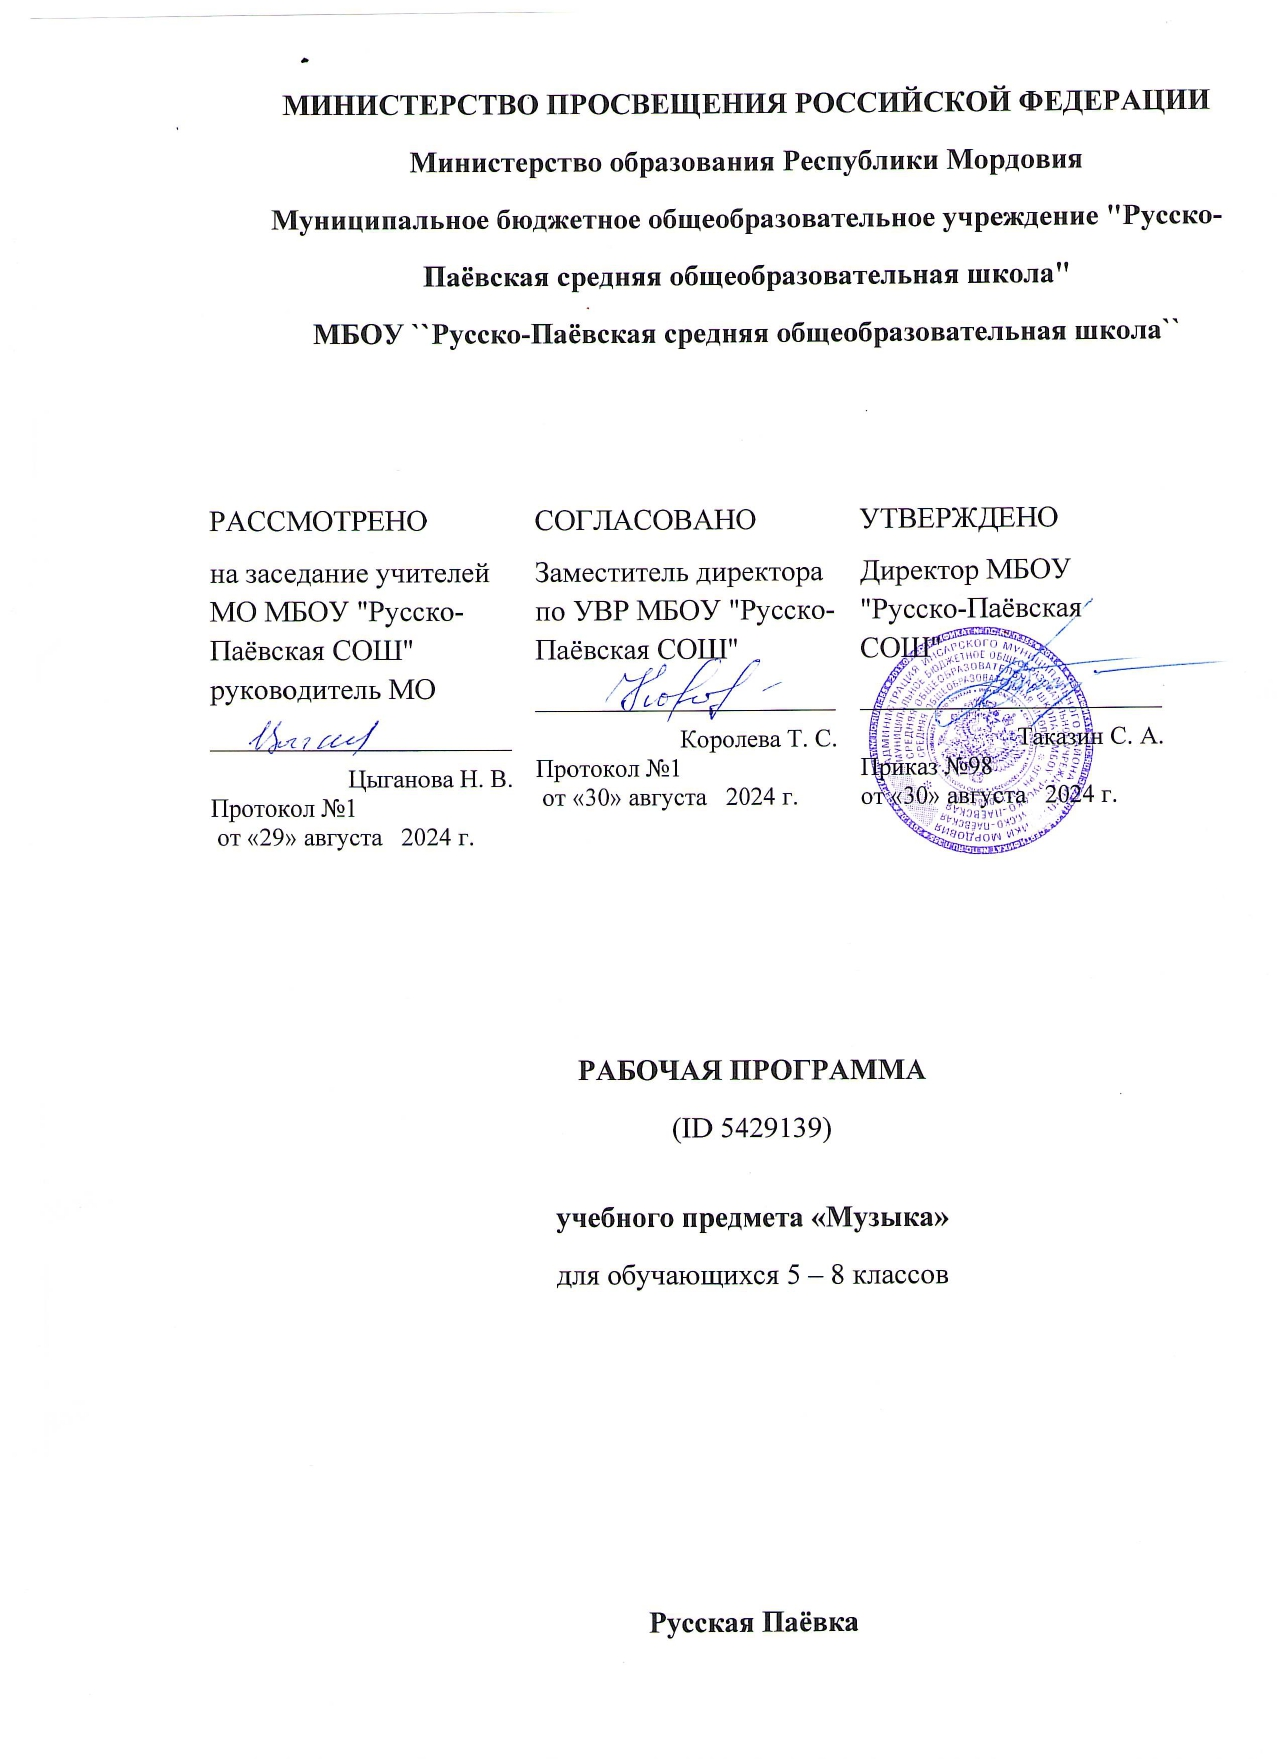 МИНИСТЕРСТВО ПРОСВЕЩЕНИЯ РОССИЙСКОЙ ФЕДЕРАЦИИ
Министерство образования Республики Мордовия
Муниципальное бюджетное общеобразовательное учреждение "Русско-
Паёвская средняя общеобразовательная школа"
МБОУ ``Русско-Паёвская средняя общеобразовательная школа``
РАССМОТРЕНО
на заседание учителей
МО МБОУ "Русско-
Паёвская СОШ"
руководитель МО
Цыганова Н. В.
Протокол №1
от «29» августа 2024 г.
СОГЛАСОВАНО
Заместитель директора
по УВР МБОУ "Русско-
Паёвская СОШ"
Королева Т. С.
Протокол №1
от «30» августа 2024 г.
УТВЕРЖДЕНО
Директор МБОУ
"Русско-Паёвская
СОШ"
Таказин С. А.
Приказ №98
от «30» августа 2024 г.
РАБОЧАЯ ПРОГРАММА
(ID 5429139)
учебного предмета «Музыка»
для обучающихся 5 – 8 классов
Русская Паёвка